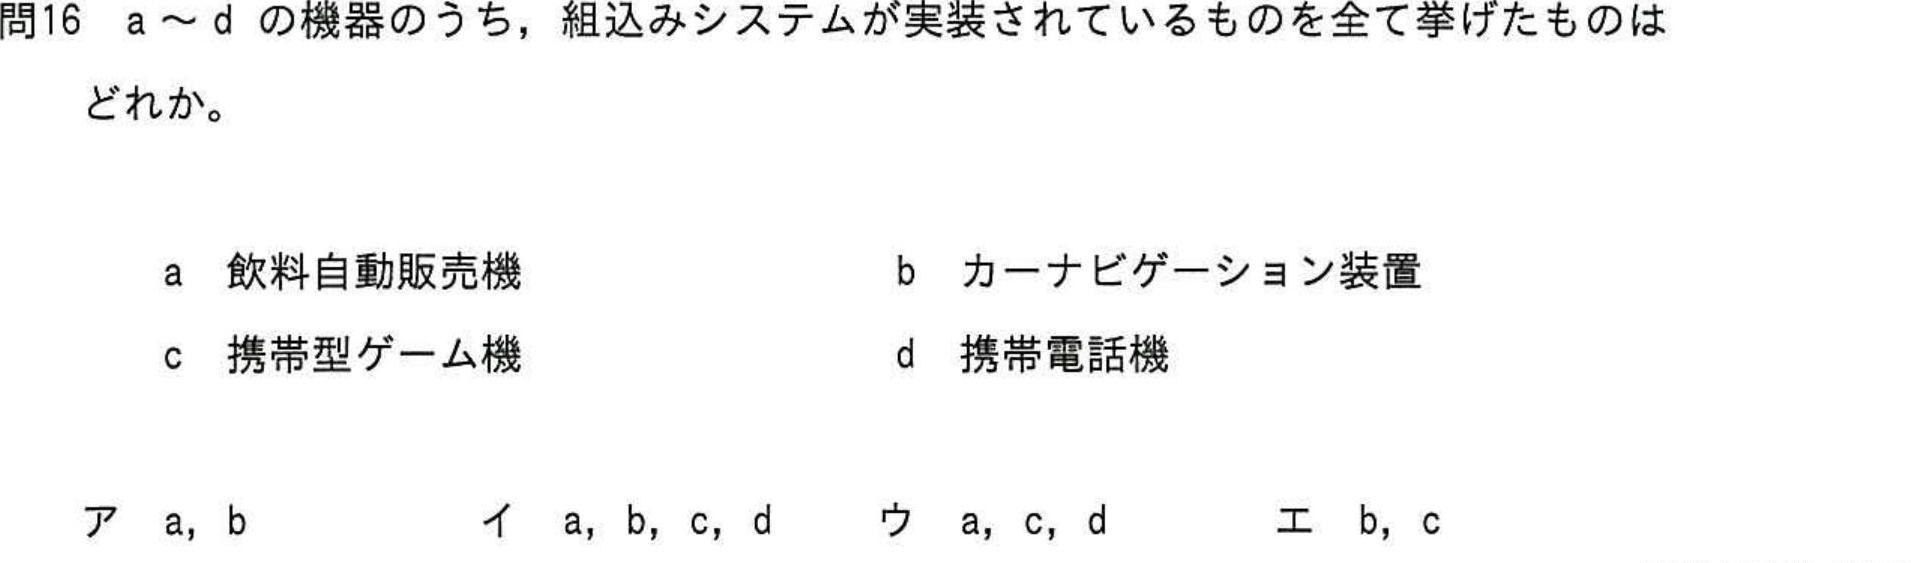 問16 a～d の機器のうち，組込みシステムが実装されているものを全て挙げたものは
どれか。
a 飲料自動販売機 b カーナビゲーション装置
c 携帯型ゲーム機 d 携帯電話機
ア a，b イ a，b，c，d ウ a，c，d エ b，c